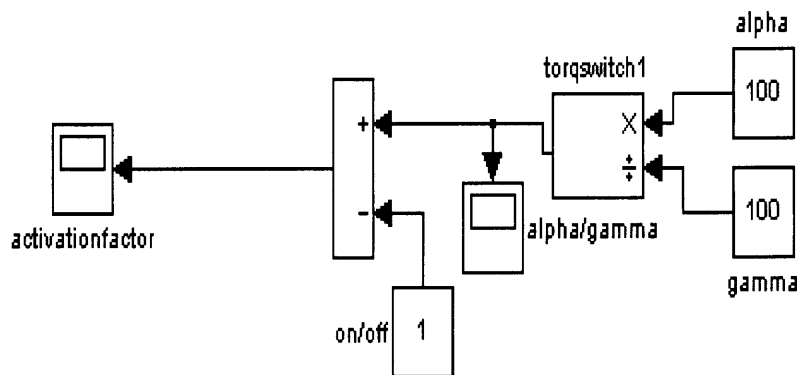 alpha
torqswitch1
100
+
X
÷
-
100
alpha/gamma
activationfactor
gamma
on/off
1